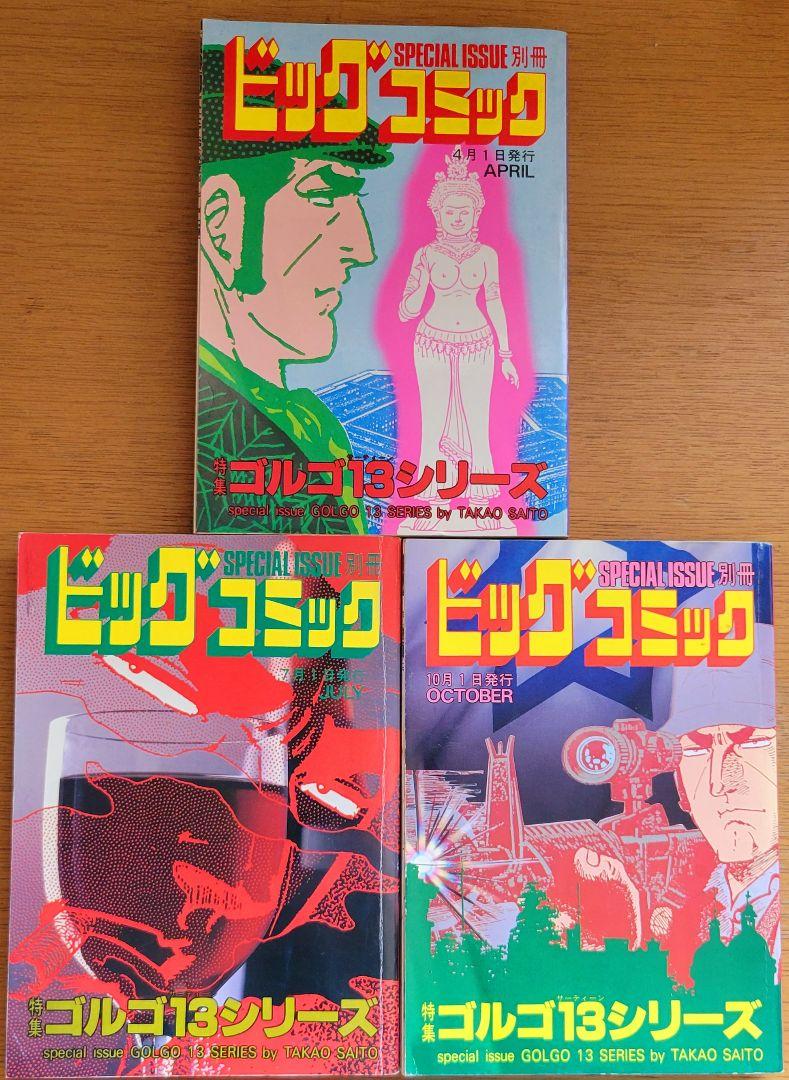 SPECIAL ISSUE 別冊
ビッグコミック
4月1日発行
APRIL
特集 ゴルゴ13シリーズ
special issue GOLGO 13 SERIES by TAKAO SAITO
SPECIAL ISSUE 別冊
ビッグコミック
7月1日発行
JULY
特集 ゴルゴ13シリーズ
special issue GOLGO 13 SERIES by TAKAO SAITO
SPECIAL ISSUE 別冊
ビッグコミック
10月1日発行
OCTOBER
サーティーン
特集 ゴルゴ13シリーズ
special issue GOLGO 13 SERIES by TAKAO SAITO